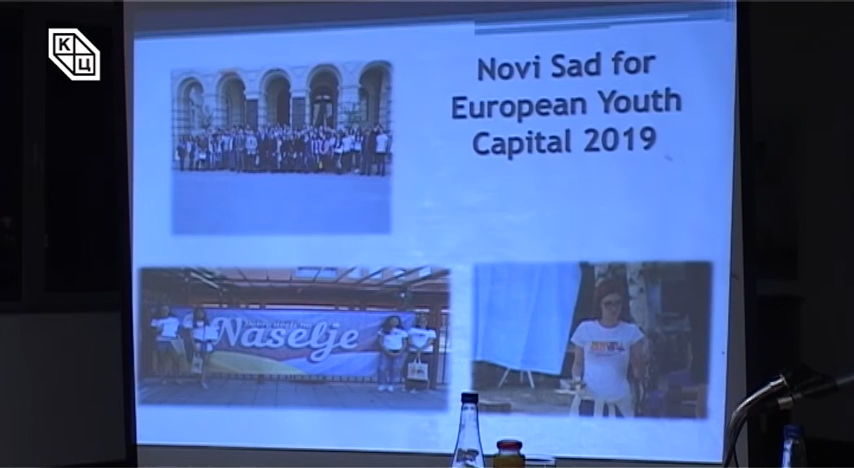 К
Ц
Novi Sad for
European Youth
Capital 2019
Naselje